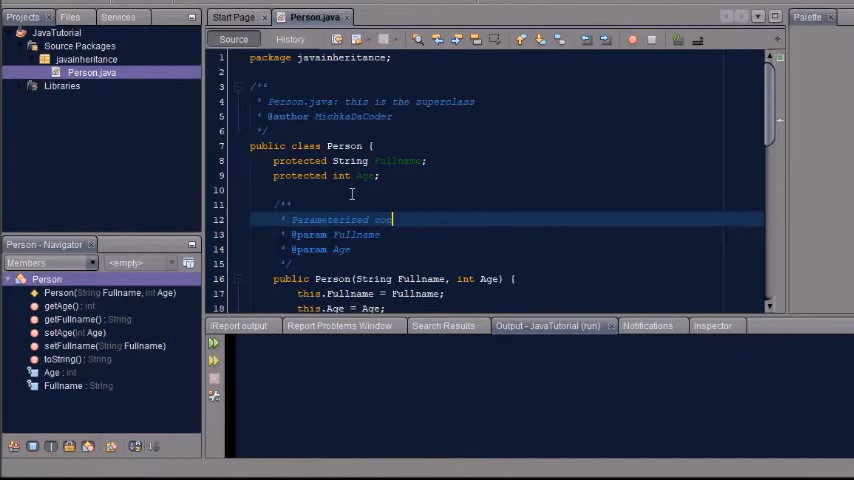 Projects
Files
Services
Start Page
Person.java
Palette
JavaTutorial
Source Packages
javainheritance
Person.java
Libraries
Source
History
1 package javainheritance;
2
3 /**
4 * Person.java: this is the superclass
5 * @author MichkaDaCoder
6 */
7 public class Person {
8 protected String Fullname;
9 protected int Age;
10
11 /**
12 * Parameterized coo
13 * @param Fullname
14 * @param Age
15 */
16 public Person(String Fullname, int Age) {
17 this.Fullname = Fullname;
18 this.Age = Age;
Person - Navigator
Members
<empty>
Person
Person(String Fullname, int Age)
getAge() : int
getFullname() : String
setAge(int Age)
setFullname(String Fullname)
toString() : String
Age : int
Fullname : String
iReport output
Report Problems Window
Search Results
Output - JavaTutorial (run)
Notifications
Inspector